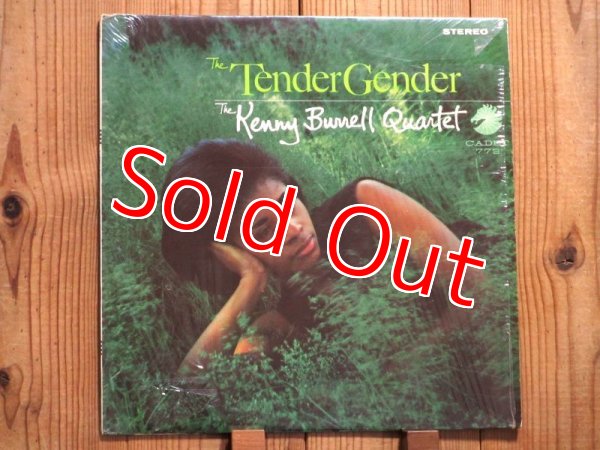 STEREO
The Tender Gender
The Kenny Burrell Quartet
CADET
Sold Out